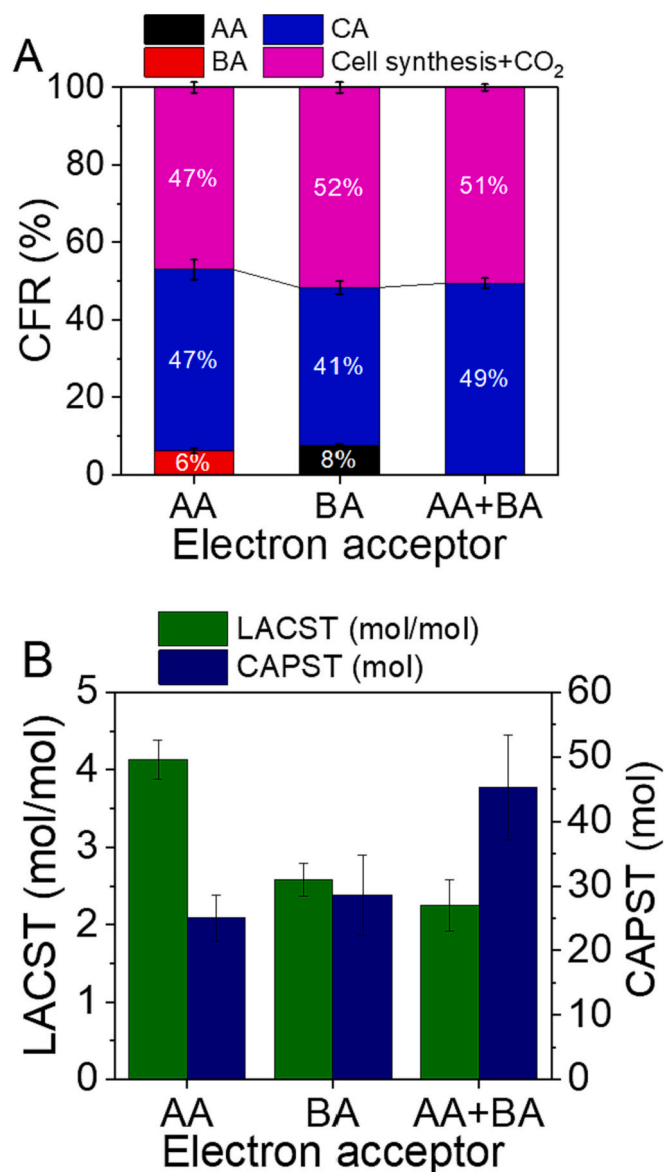 A
AA CA
BA Cell synthesis+CO₂
100
80
60
40
20
0
CFR (%)
47% 52% 51%
47% 41% 49%
6% 8%
AA BA AA+BA
Electron acceptor
B
LACST (mol/mol)
CAPST (mol)
5
4
3
2
1
0
LACST (mol/mol)
60
50
40
30
20
10
0
CAPST (mol)
AA BA AA+BA
Electron acceptor